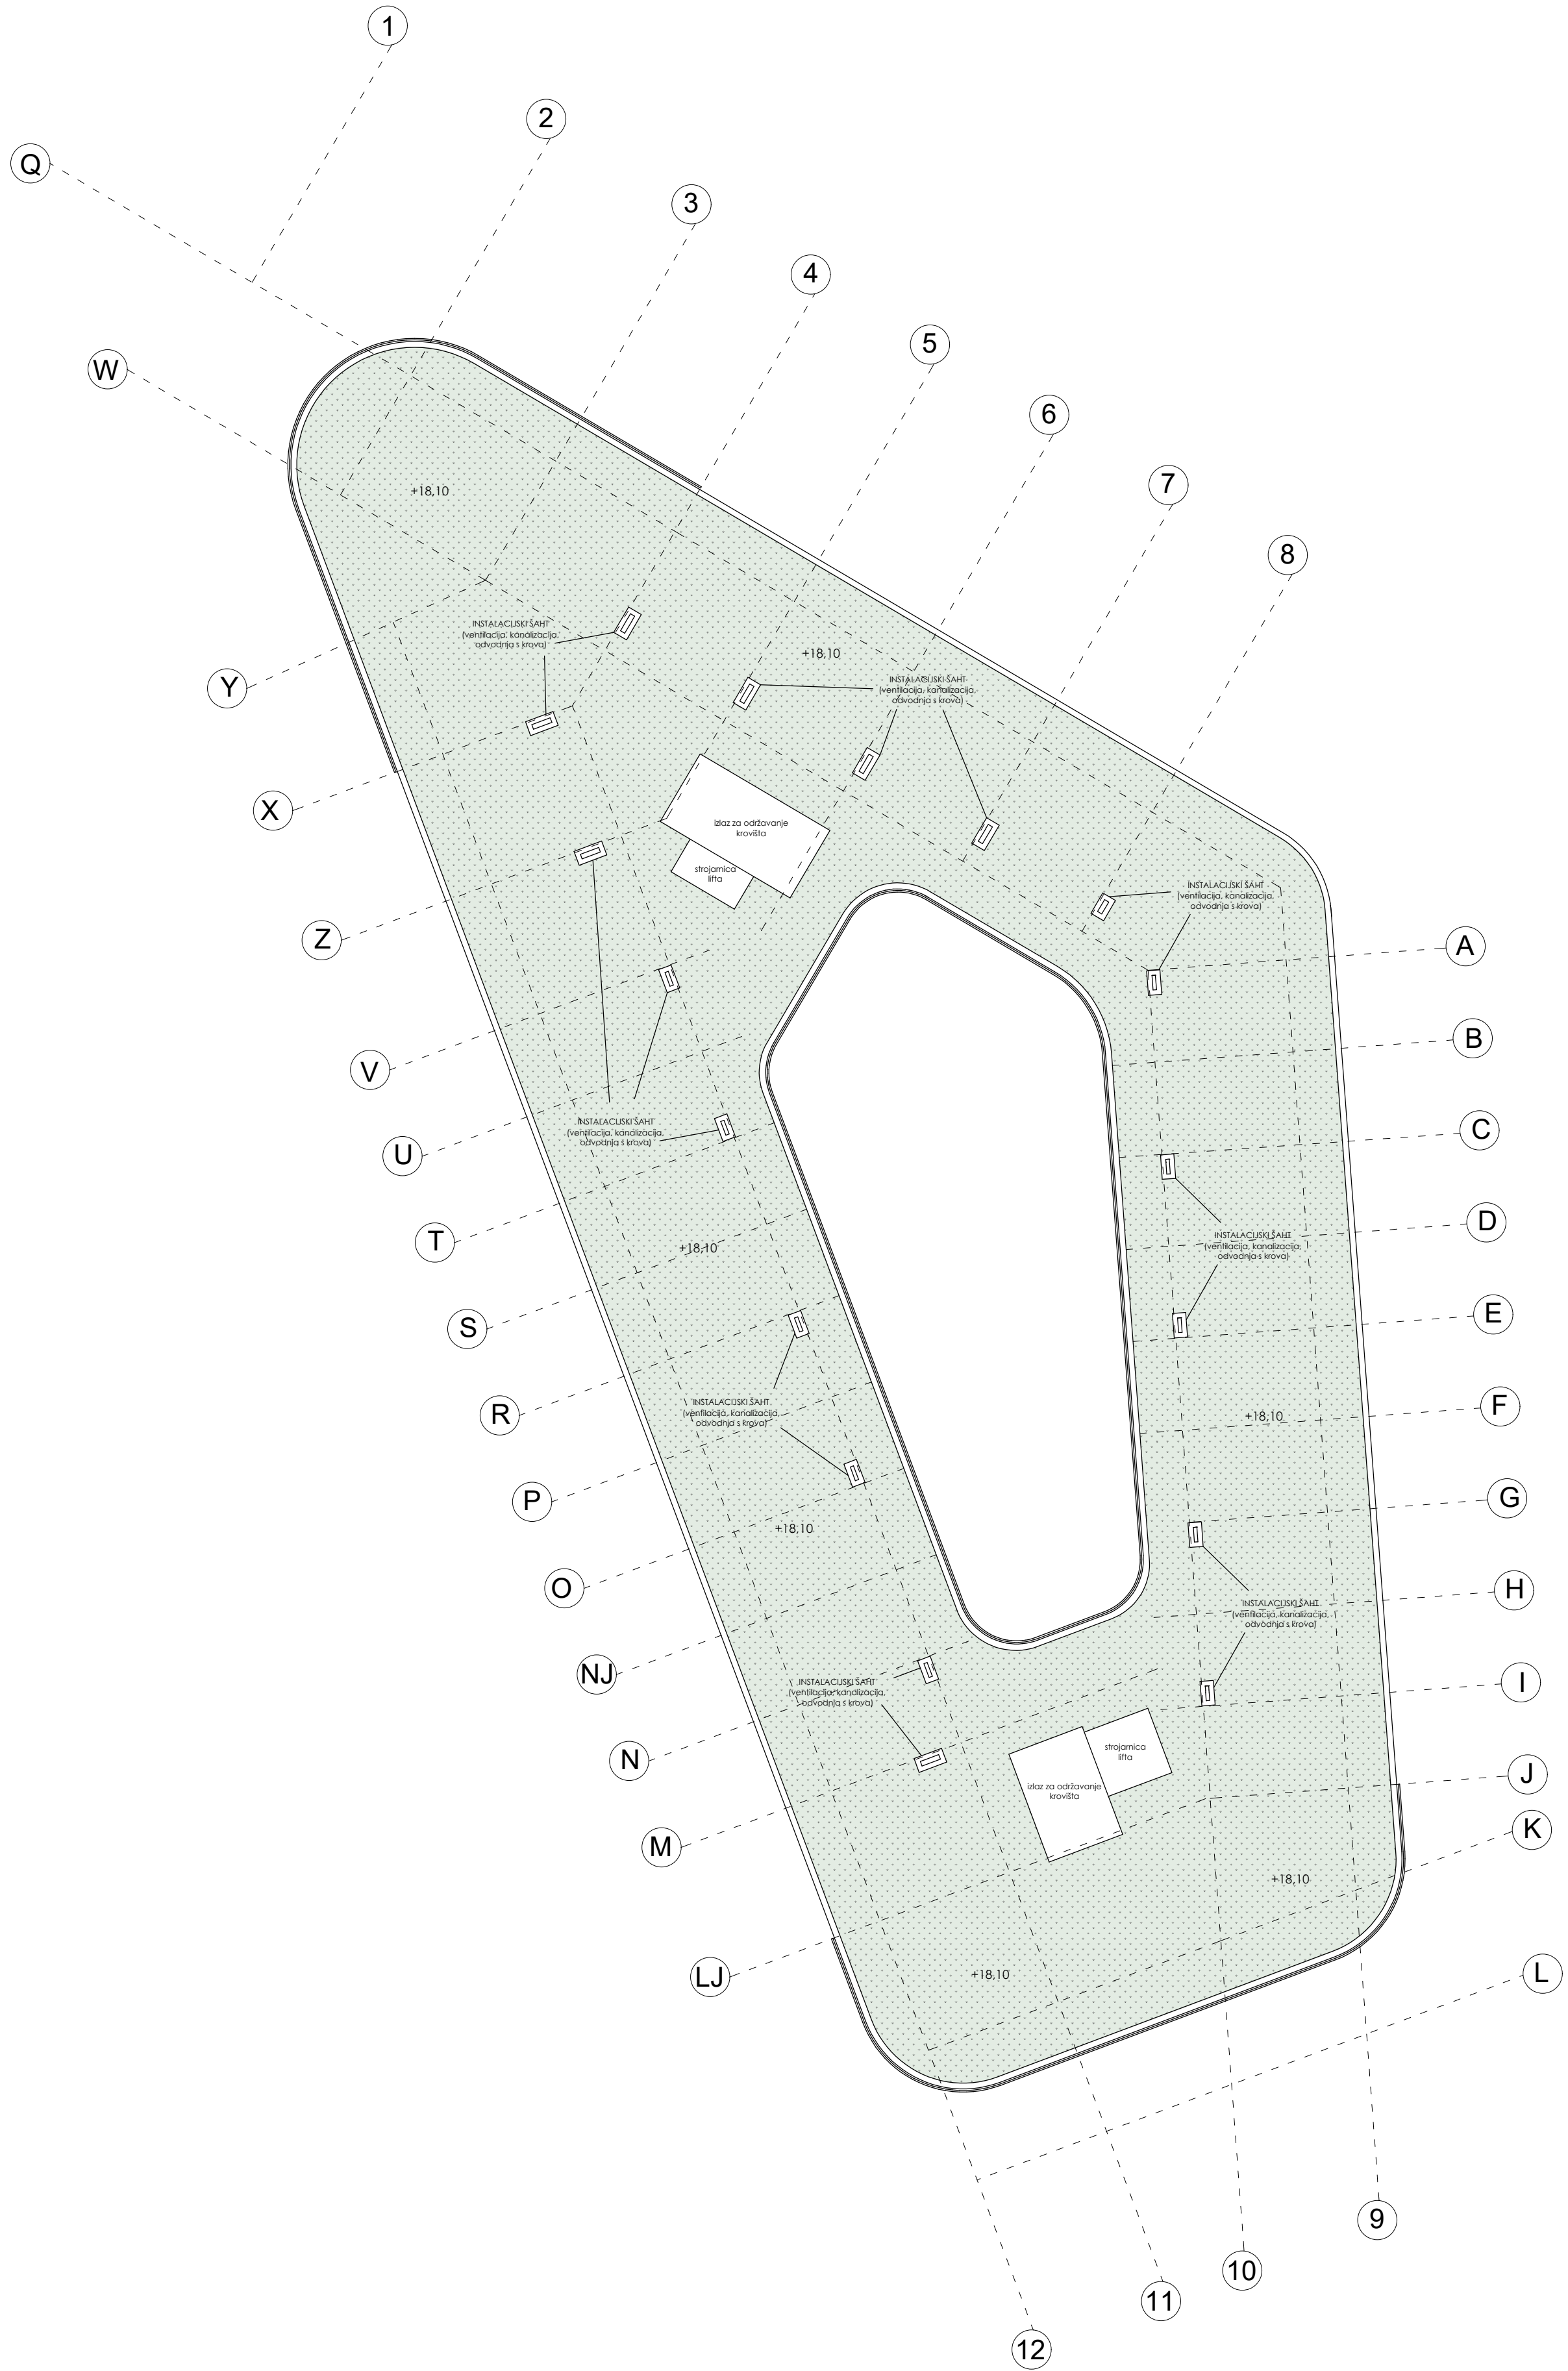 1
2
Q
3
4
5
W
6
7
+18,10
8
INSTALACIJSKI ŠAHT
(ventilacija, kanalizacija,
odvodnja s krova)
+18,10
Y
INSTALACIJSKI ŠAHT
(ventilacija, kanalizacija,
odvodnja s krova)
X
izlaz za održavanje
krovišta
strojarnica
lifta
INSTALACIJSKI ŠAHT
(ventilacija, kanalizacija,
odvodnja s krova)
Z
A
B
V
INSTALACIJSKI ŠAHT
(ventilacija, kanalizacija,
odvodnja s krova)
C
U
D
T
+18,10
INSTALACIJSKI ŠAHT
(ventilacija, kanalizacija,
odvodnja s krova)
E
S
INSTALACIJSKI ŠAHT
(ventilacija, kanalizacija,
odvodnja s krova)
F
R
+18,10
G
P
+18,10
H
O
INSTALACIJSKI ŠAHT
(ventilacija, kanalizacija,
odvodnja s krova)
NJ
I
INSTALACIJSKI ŠAHT
(ventilacija, kanalizacija,
odvodnja s krova)
N
strojarnica
lifta
J
izlaz za održavanje
krovišta
K
M
+18,10
LJ
+18,10
L
9
10
11
12